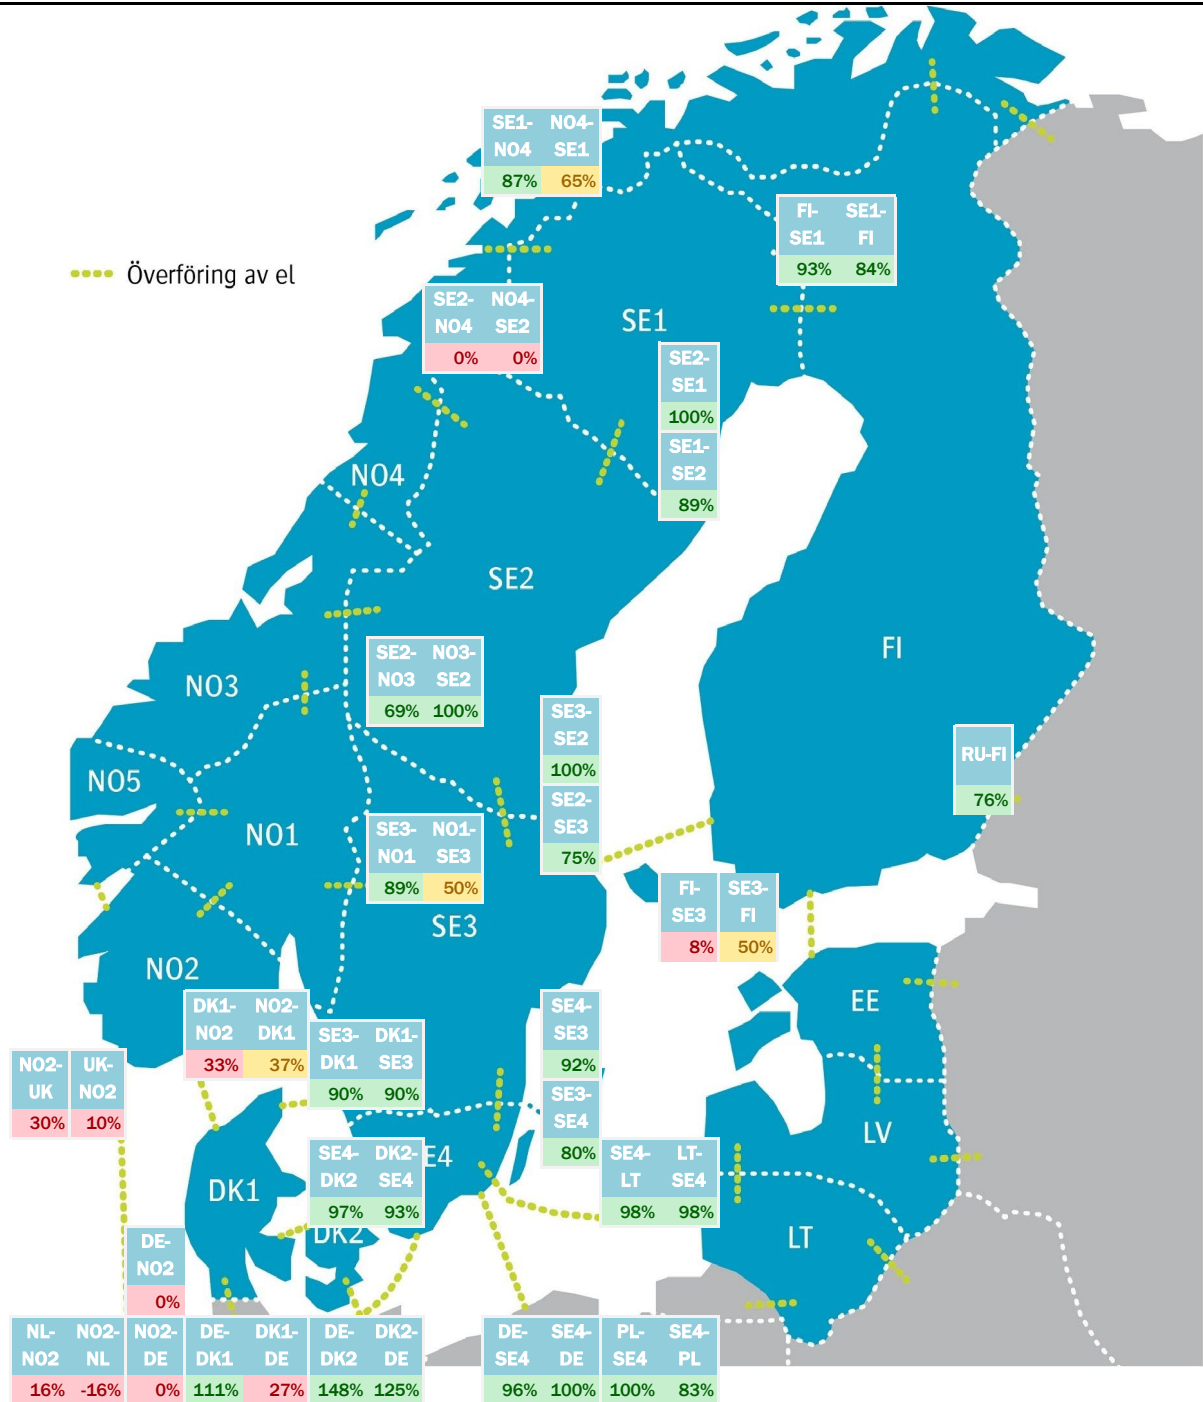 SE1- NO4-
NO4 SE1
87% 65%
FI- SE1-
SE1 FI
93% 84%
Överföring av el
SE2- NO4-
NO4 SE2
0% 0%
SE1
SE2-
SE1
100%
SE1-
SE2
89%
NO4
SE2
SE2- NO3-
NO3 SE2
69% 100%
FI
NO3
SE3-
SE2
100%
SE2-
SE3
75%
RU-FI
76%
NO5
NO1
SE3- NO1-
NO1 SE3
89% 50%
FI- SE3-
SE3 FI
8% 50%
SE3
NO2
EE
DK1- NO2-
NO2 DK1
33% 37%
SE3- DK1-
DK1 SE3
90% 90%
SE4-
SE3
92%
SE3-
SE4
80%
NO2- UK-
UK NO2
30% 10%
LV
SE4- DK2-
DK2 SE4
97% 93%
E4
SE4- LT-
LT SE4
98% 98%
DK1
DK2
LT
DE-
NO2
0%
NL- NO2- NO2- DE- DK1- DE- DK2-
NO2 NL DE DK1 DE DK2 DE
16% -16% 0% 111% 27% 148% 125%
DE- SE4- PL- SE4-
SE4 DE SE4 PL
96% 100% 100% 83%